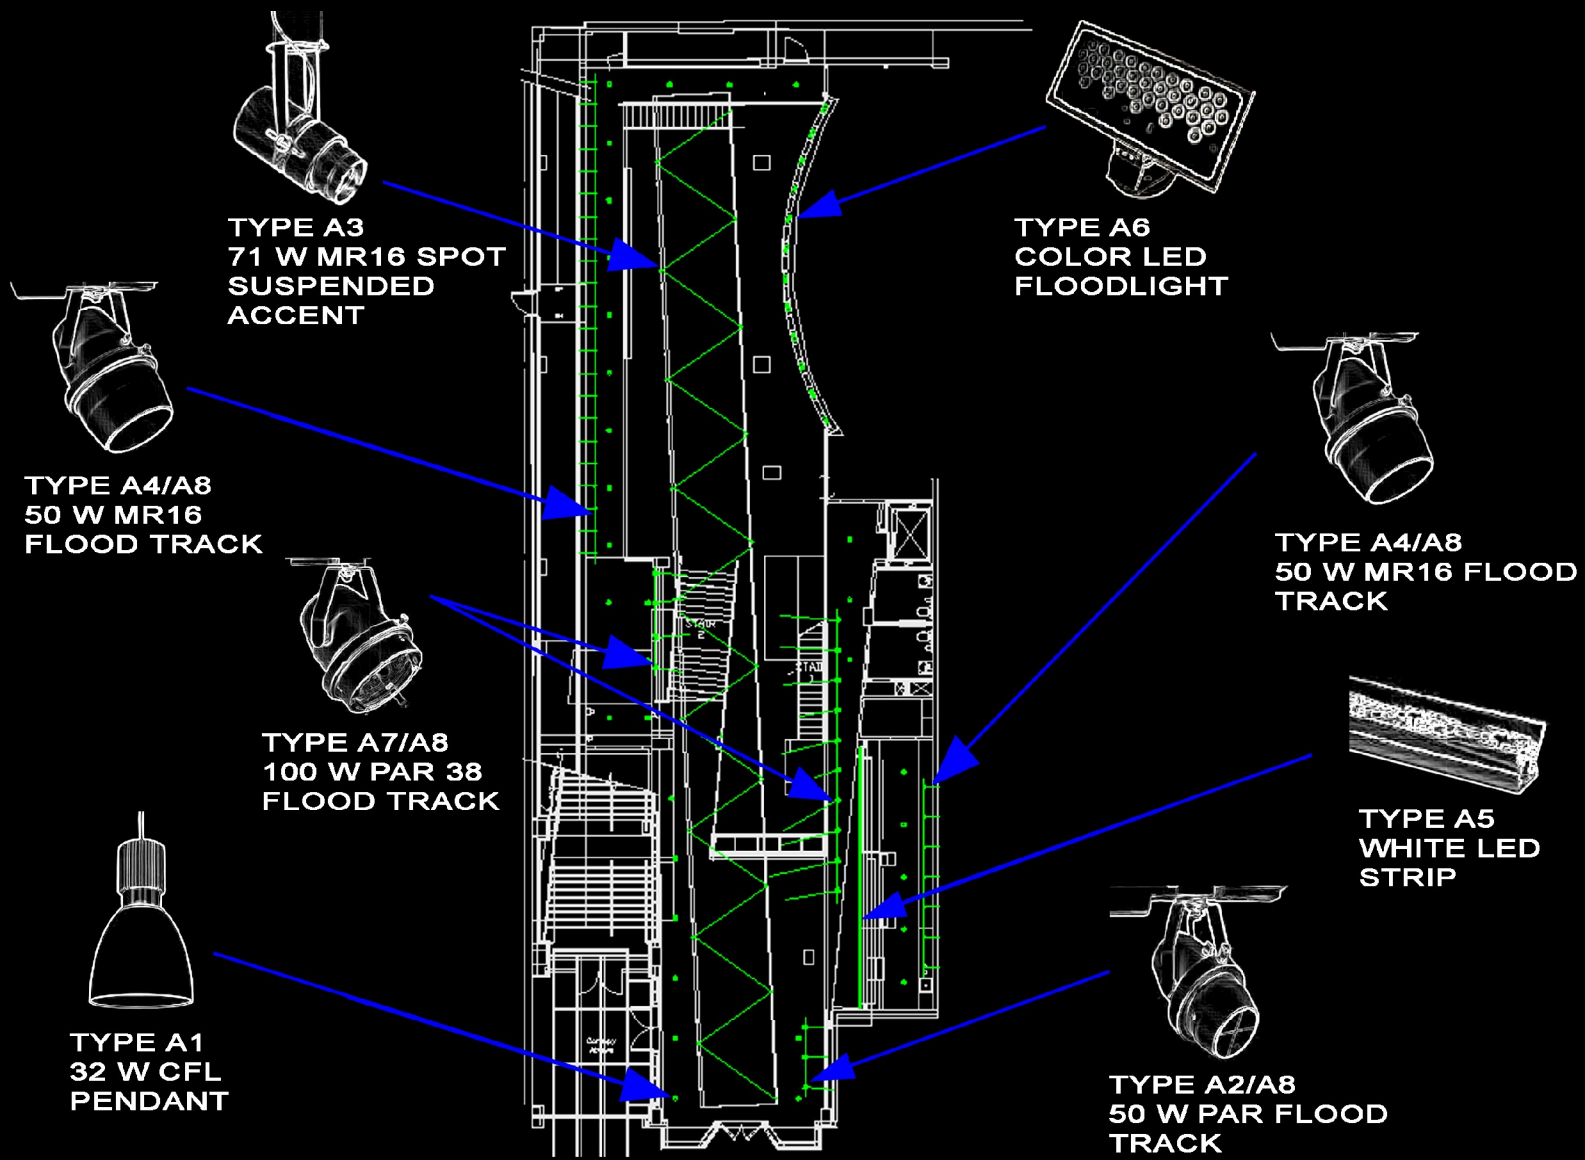 TYPE A3
71 W MR16 SPOT
SUSPENDED
ACCENT
TYPE A6
COLOR LED
FLOODLIGHT
TYPE A4/A8
50 W MR16
FLOOD TRACK
TYPE A4/A8
50 W MR16 FLOOD
TRACK
STAIR
2
TYPE A7/A8
100 W PAR 38
FLOOD TRACK
TYPE A5
WHITE LED
STRIP
TYPE A1
32 W CFL
PENDANT
TYPE A2/A8
50 W PAR FLOOD
TRACK